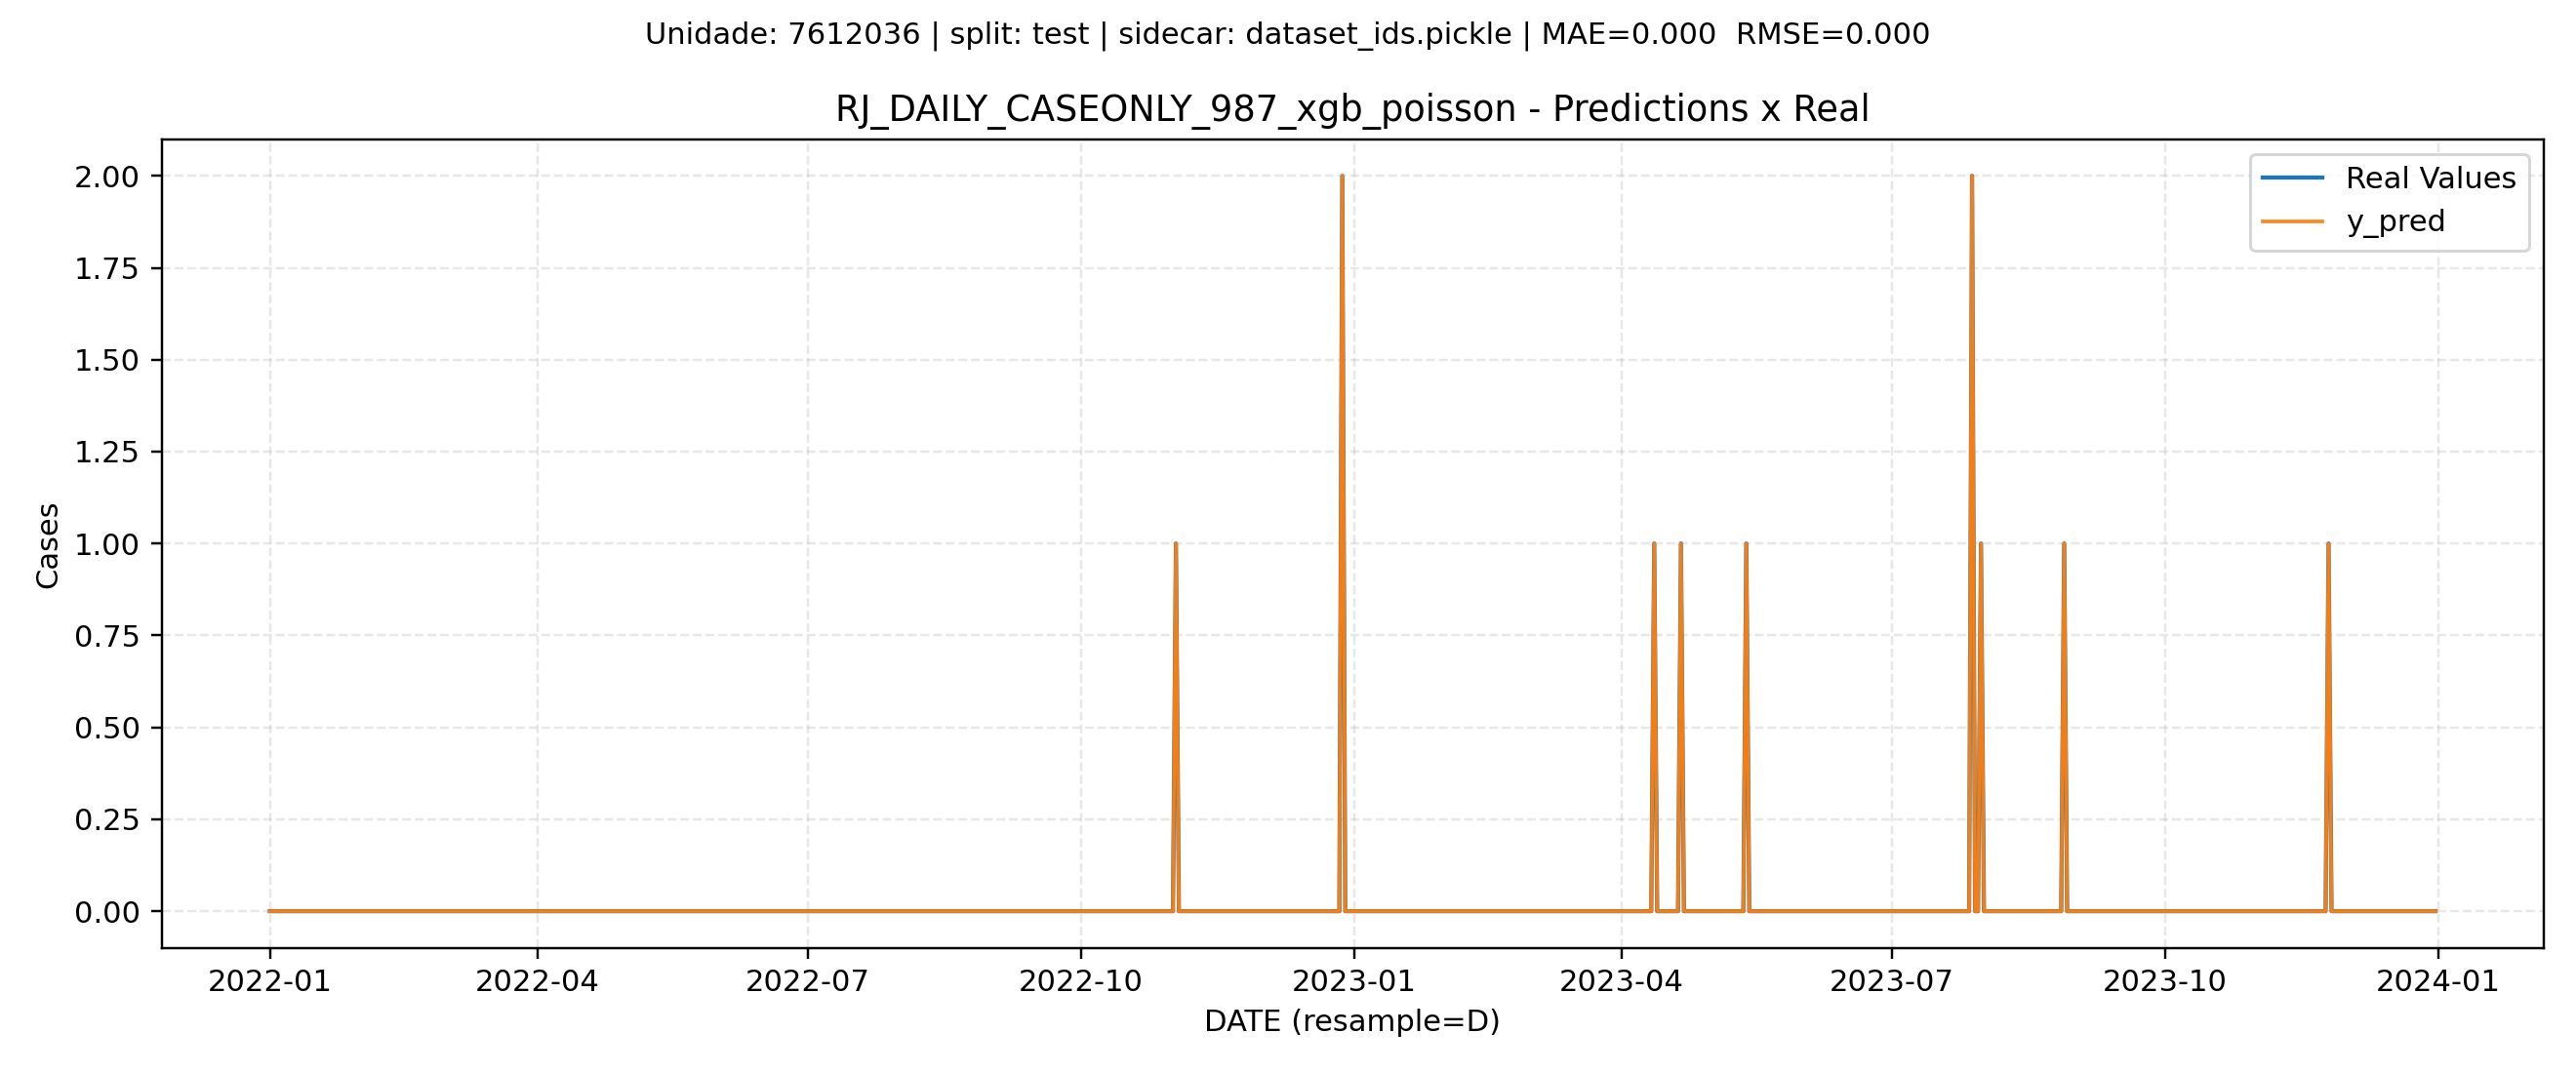 Unidade: 7612036 | split: test | sidecar: dataset_ids.pickle | MAE=0.000  RMSE=0.000
RJ_DAILY_CASEONLY_987_xgb_poisson - Predictions x Real
Real Values
y_pred
2.00
1.75
1.50
1.25
1.00
0.75
0.50
0.25
0.00
Cases
2022-01 2022-04 2022-07 2022-10 2023-01 2023-04 2023-07 2023-10 2024-01
DATE (resample=D)